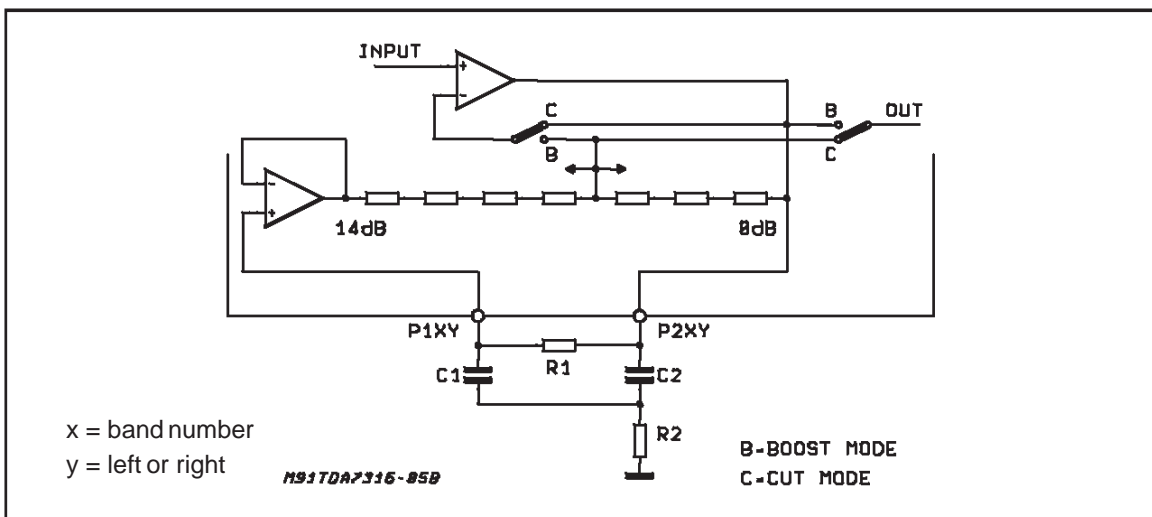 INPUT
C
B
B
OUT
C
14dB
0dB
P1XY
P2XY
R1
C1
C2
R2
x = band number
y = left or right
M91TDA7316-05B
B=BOOST MODE
C=CUT MODE